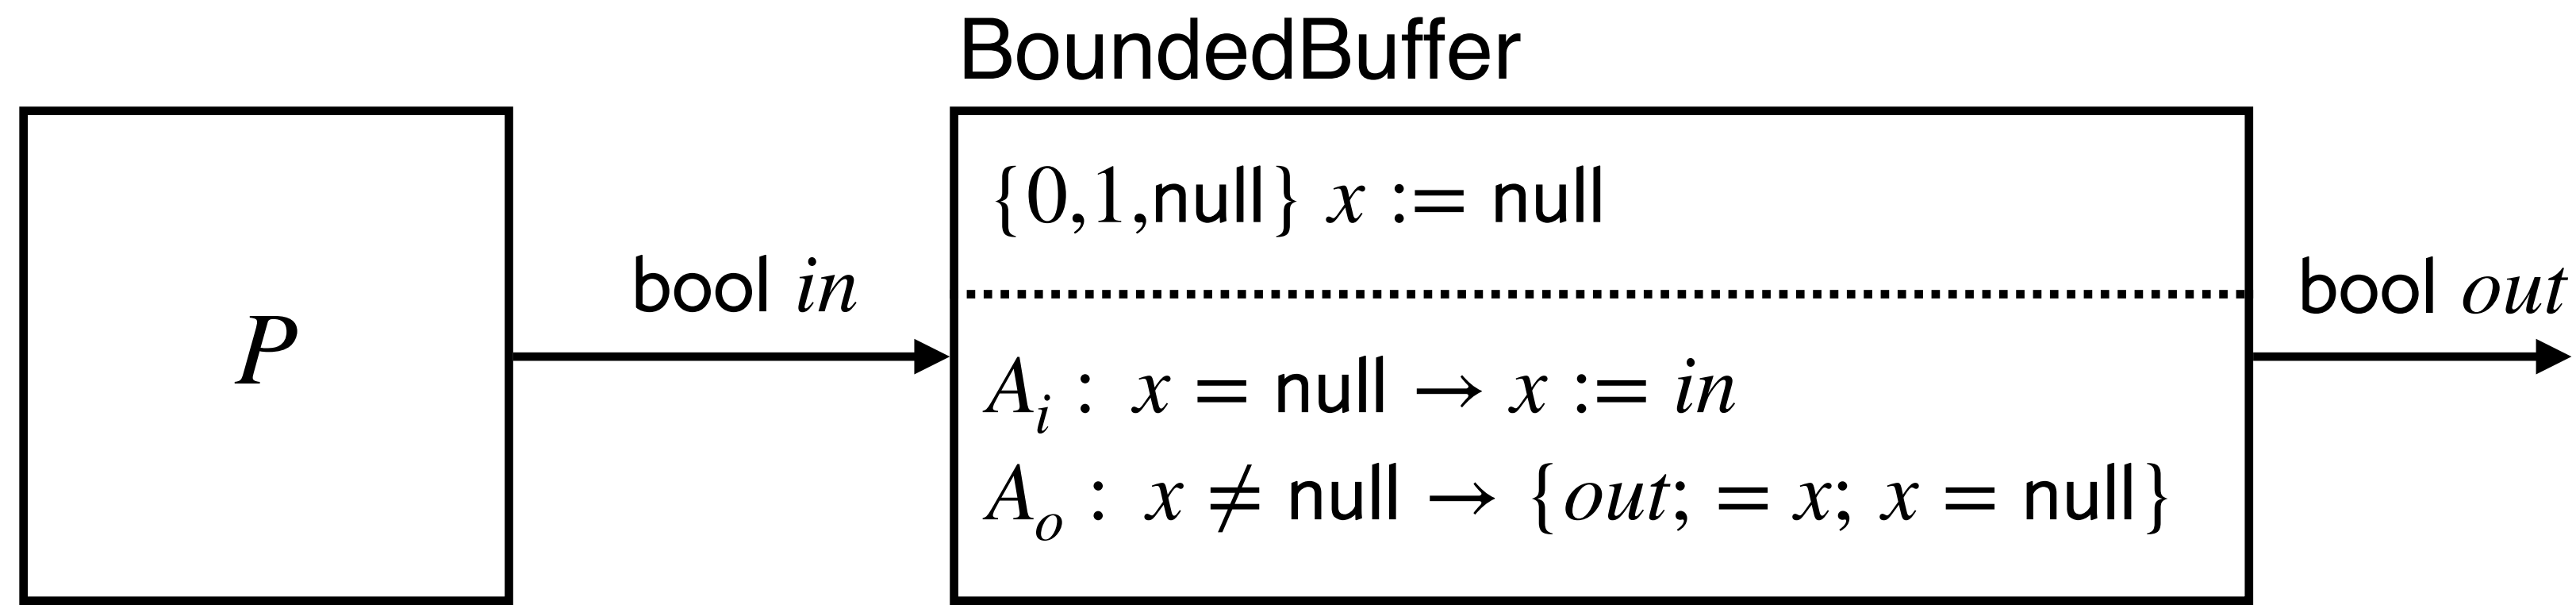 BoundedBuffer
P
bool in
{0,1,null} x := null
A_i : x = null → x := in
A_o : x ≠ null → {out; = x; x = null}
bool out